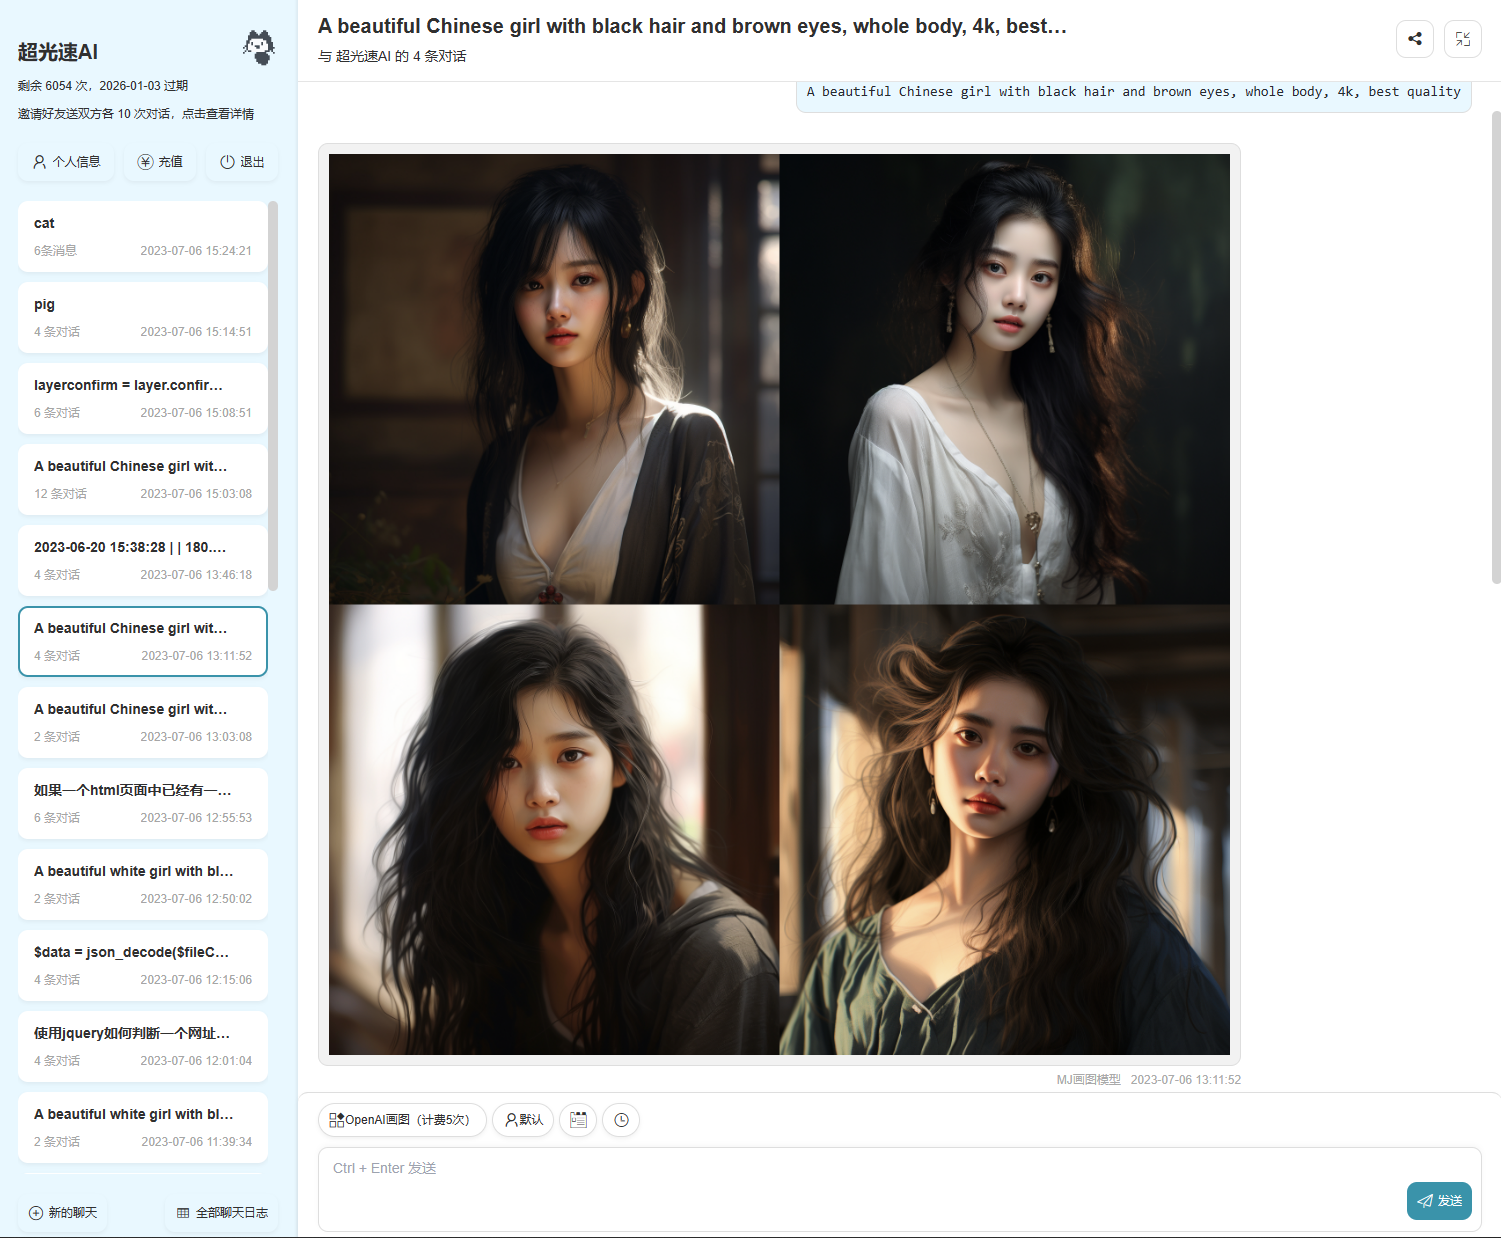 超光速AI
剩余 6054 次，2026-01-03 过期
邀请好友送双方各 10 次对话，点击查看详情
个人信息
充值
退出
cat
6条消息 2023-07-06 15:24:21
pig
4 条对话 2023-07-06 15:14:51
layerconfirm = layer.confir...
6 条对话 2023-07-06 15:08:51
A beautiful Chinese girl wit...
12 条对话 2023-07-06 15:03:08
2023-06-20 15:38:28 | | 180....
4 条对话 2023-07-06 13:46:18
A beautiful Chinese girl wit...
4 条对话 2023-07-06 13:11:52
A beautiful Chinese girl wit...
2 条对话 2023-07-06 13:03:08
如果一个html页面中已经有一...
6 条对话 2023-07-06 12:55:53
A beautiful white girl with bl...
2 条对话 2023-07-06 12:50:02
$data = json_decode($fileC...
4 条对话 2023-07-06 12:15:06
使用jquery如何判断一个网址...
4 条对话 2023-07-06 12:01:04
A beautiful white girl with bl...
2 条对话 2023-07-06 11:39:34
新的聊天
全部聊天日志
A beautiful Chinese girl with black hair and brown eyes, whole body, 4k, best...
与 超光速AI 的 4 条对话
A beautiful Chinese girl with black hair and brown eyes, whole body, 4k, best quality
MJ画图模型 2023-07-06 13:11:52
OpenAI画图（计费5次）
默认
Ctrl + Enter 发送
发送